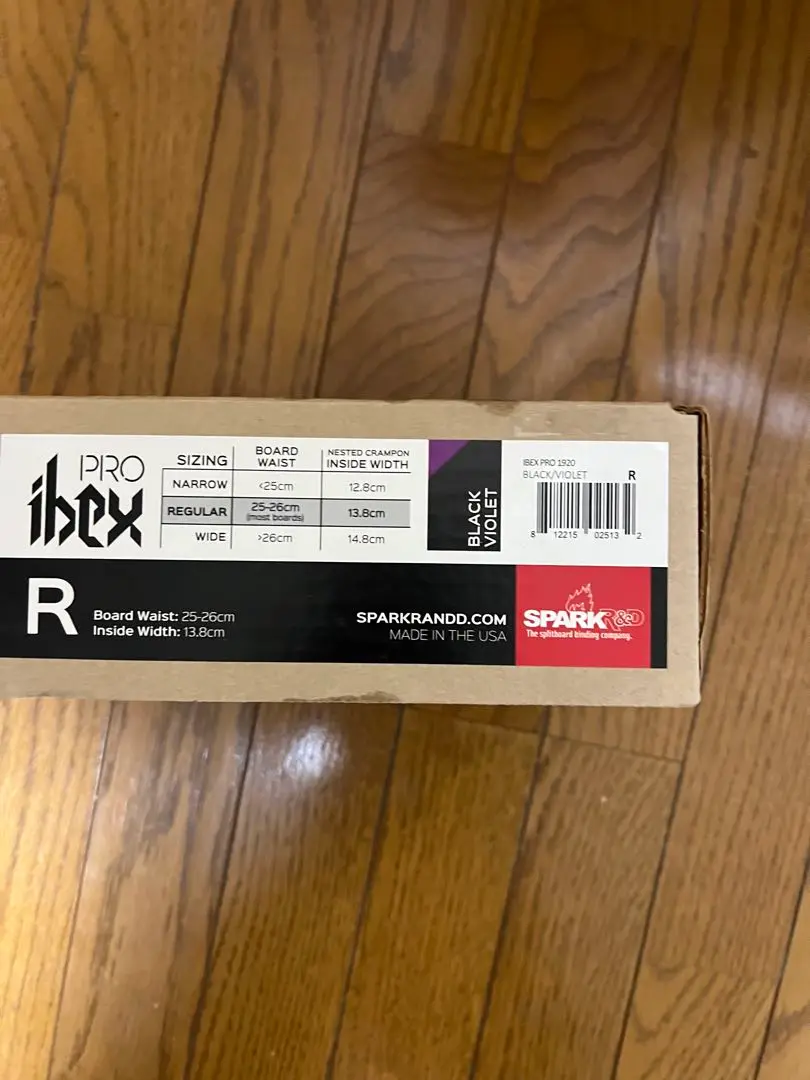 PRO
ibex
SIZING BOARD WAIST NESTED CRAMPON INSIDE WIDTH
NARROW <25cm 12.8cm
REGULAR 25-26cm (most boards) 13.8cm
WIDE >26cm 14.8cm
BLACK
VIOLET
IBEX PRO 1920
BLACK/VIOLET R
8 12215 02513 2
R
Board Waist: 25-26cm
Inside Width: 13.8cm
SPARKRANDD.COM
MADE IN THE USA
SPARK R&D
The splitboard binding company.